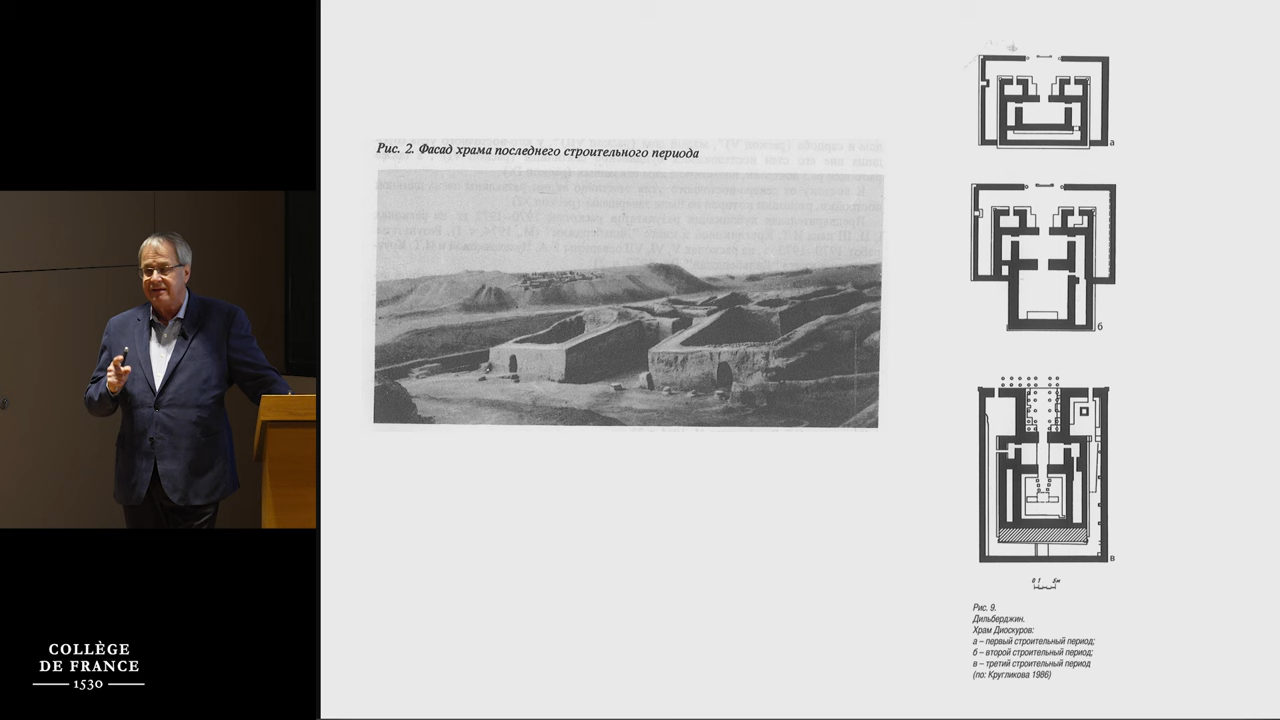 Рис. 2. Фасад храма последнего строительного периода
а
б
в
0 1 5м
Рис. 9.
Дильберджин.
Храм Диоскуров:
а – первый строительный период;
б – второй строительный период;
в – третий строительный период
(по: Кругликова 1986)
COLLÈGE
DE FRANCE
1530